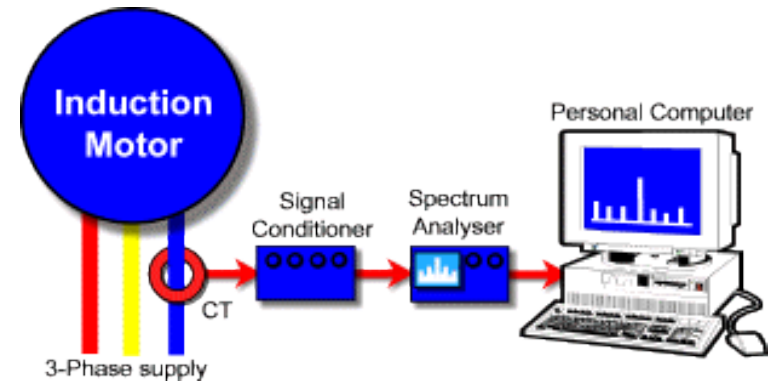 Induction
Motor
Personal Computer
Signal
Conditioner
Spectrum
Analyser
CT
3-Phase supply